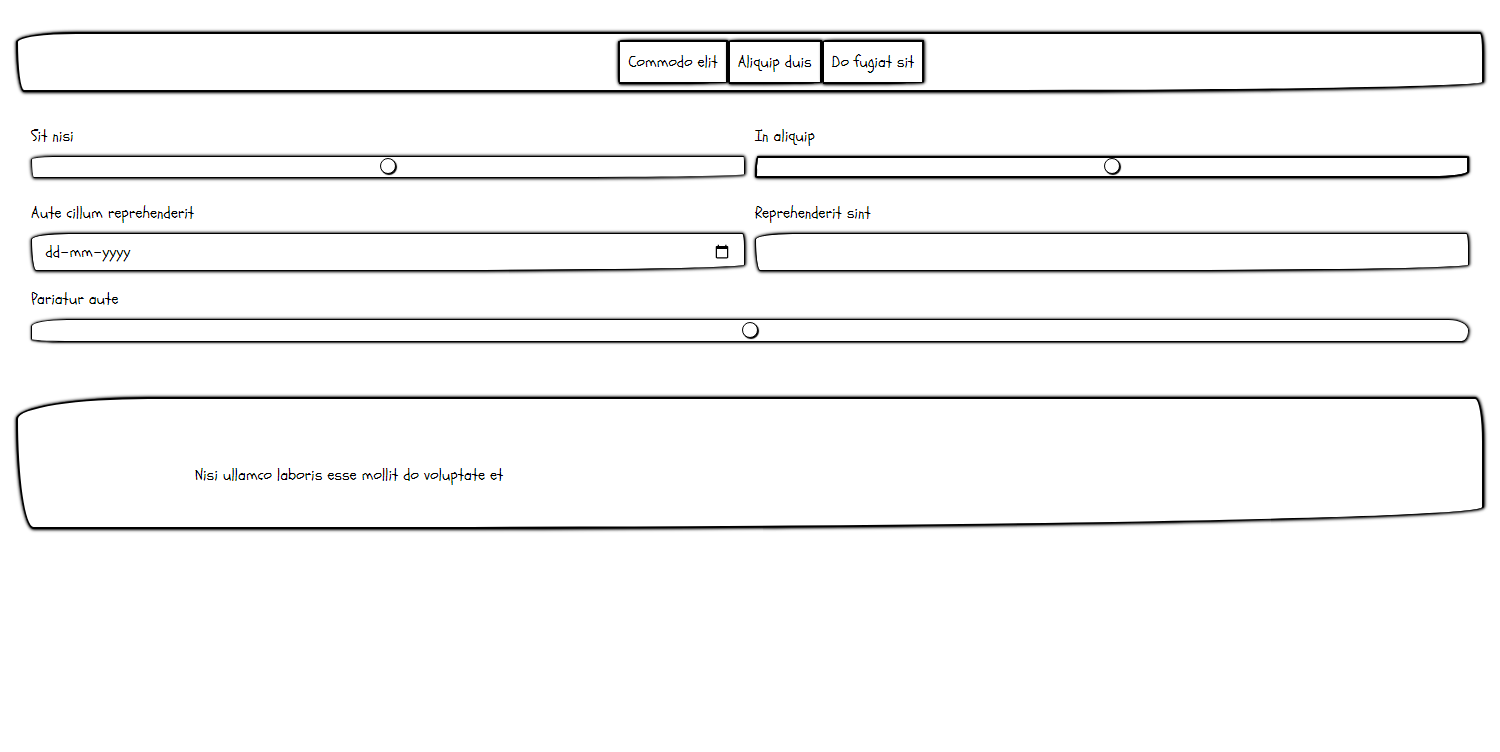 Commodo elit Aliquip duis Do fugiat sit
Sit nisi In aliquip
Aute cillum reprehenderit Reprehenderit sint
dd-mm-yyyy
Pariatur aute
Nisi ullamco laboris esse mollit do voluptate et